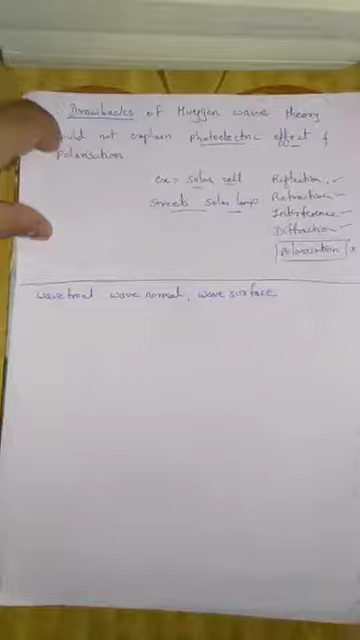 Drawbacks of Huygen wave theory
could not explain photoelectric effect &
Polarisation
ex = solar cell
streets solar lamp
Reflection ✓
Refraction ✓
Interference ✓
Diffraction ✓
Polarisation x
wavefront wave normal, wave surface